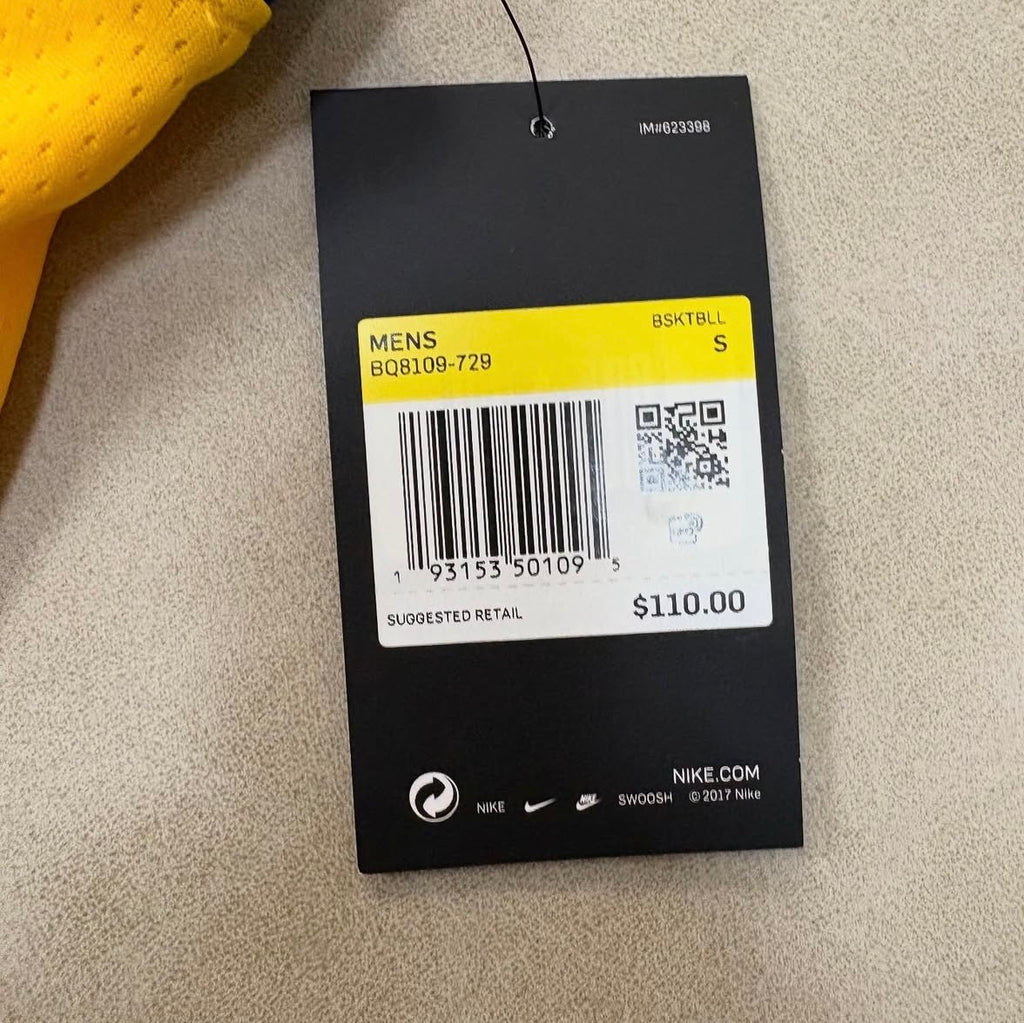 IM#623398
BSKTBLL
MENS S
BQ8109-729
1 93153 50109 5
SUGGESTED RETAIL $110.00
NIKE.COM
NIKE NIKE SWOOSH ©2017 Nike